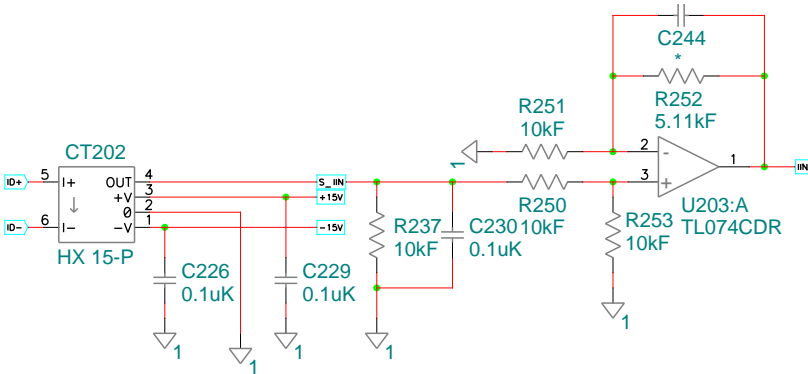 C244
*
R252
5.11kF
R251
10kF
1
2
-
3
+
1
IIN
U203:A
TL074CDR
CT202
ID+
5
I+
OUT
4
S_IIN
+V
3
+15V
0
2
ID-
6
I-
-V
1
-15V
HX 15-P
R250
10kF
R237
10kF
C230
0.1uK
R253
10kF
C226
0.1uK
C229
0.1uK
1
1
1
1
1